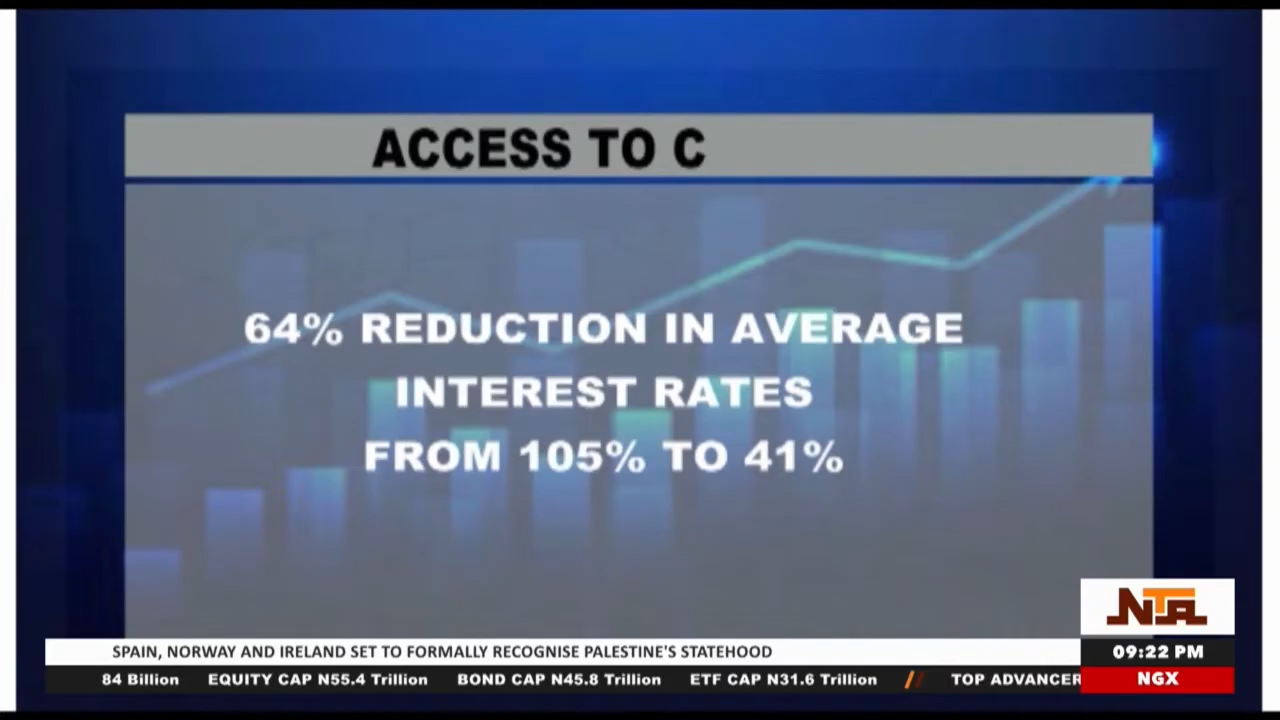 ACCESS TO C
64% REDUCTION IN AVERAGE
INTEREST RATES
FROM 105% TO 41%
NTA
SPAIN, NORWAY AND IRELAND SET TO FORMALLY RECOGNISE PALESTINE'S STATEHOOD
09:22 PM
84 Billion EQUITY CAP N55.4 Trillion BOND CAP N45.8 Trillion ETF CAP N31.6 Trillion // TOP ADVANCER
NGX